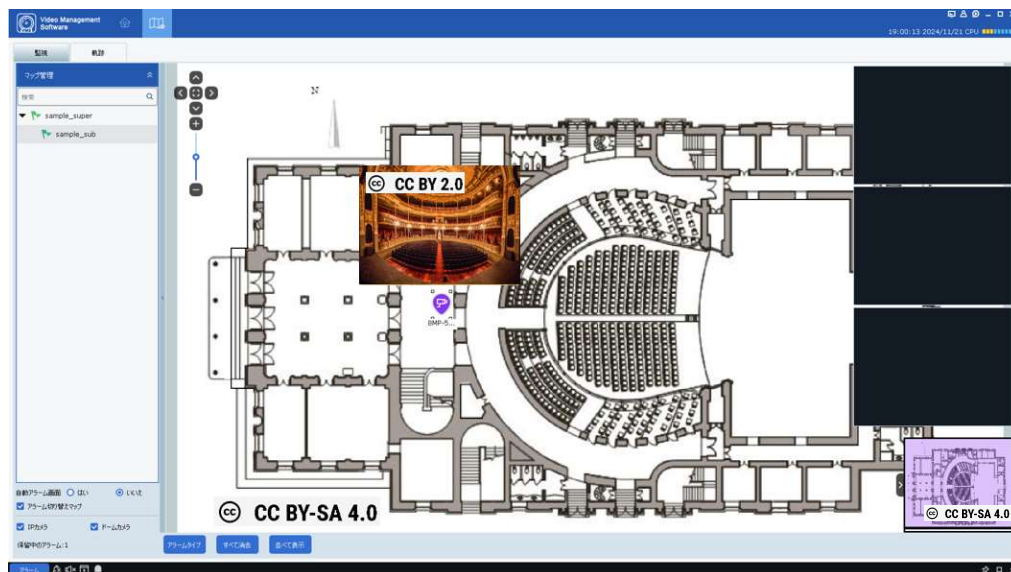 Video Management
Software
19:00:13 2024/11/21 CPU
監視
軌跡
マップ管理
検索
sample_super
sample_sub
N
CC BY 2.0
BMP-5...
CC BY-SA 4.0
CC BY-SA 4.0
自動アラーム画面 はい いいえ
アラーム切り替えマップ
IPカメラ ドームカメラ
保留中のアラーム:1
アラームタイプ すべて消去 並べて表示
アラーム